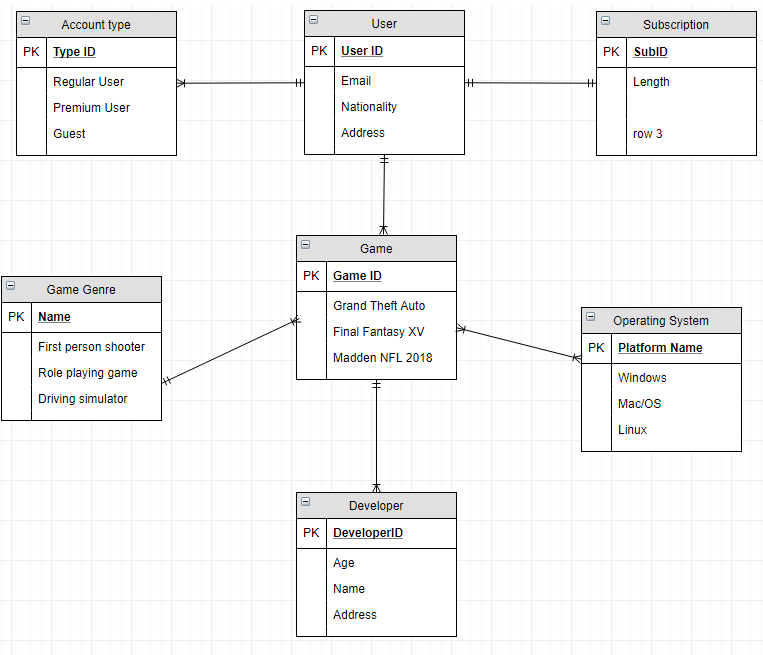 Account type
PK Type ID
Regular User
Premium User
Guest
User
PK User ID
Email
Nationality
Address
Subscription
PK SubID
Length
row 3
Game
PK Game ID
Grand Theft Auto
Final Fantasy XV
Madden NFL 2018
Game Genre
PK Name
First person shooter
Role playing game
Driving simulator
Operating System
PK Platform Name
Windows
Mac/OS
Linux
Developer
PK DeveloperID
Age
Name
Address